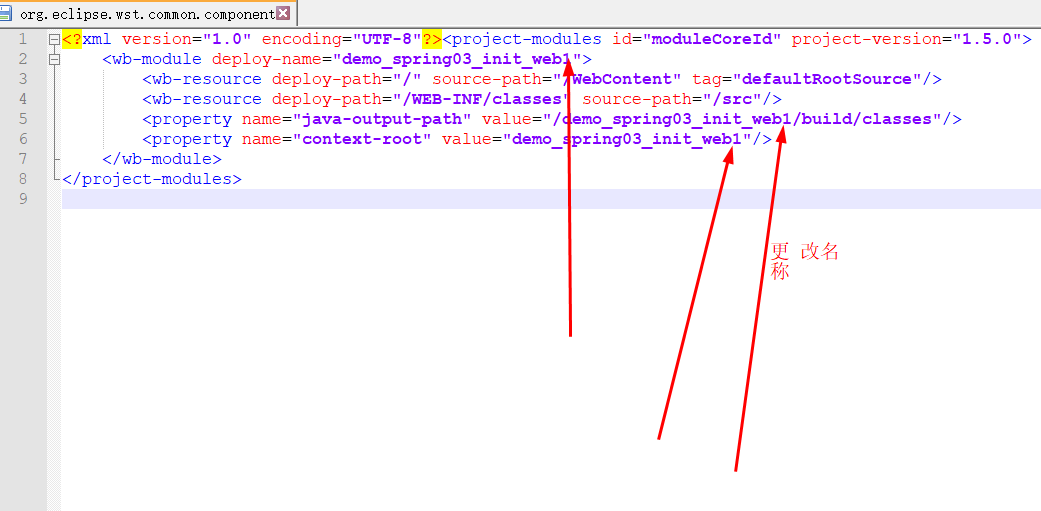 org.eclipse.wst.common.component
1 <?xml version="1.0" encoding="UTF-8"?><project-modules id="moduleCoreId" project-version="1.5.0">
2 <wb-module deploy-name="demo_spring03_init_web1">
3 <wb-resource deploy-path="/" source-path="/WebContent" tag="defaultRootSource"/>
4 <wb-resource deploy-path="/WEB-INF/classes" source-path="/src"/>
5 <property name="java-output-path" value="/demo_spring03_init_web1/build/classes"/>
6 <property name="context-root" value="demo_spring03_init_web1"/>
7 </wb-module>
8 </project-modules>
9
更 改名
称